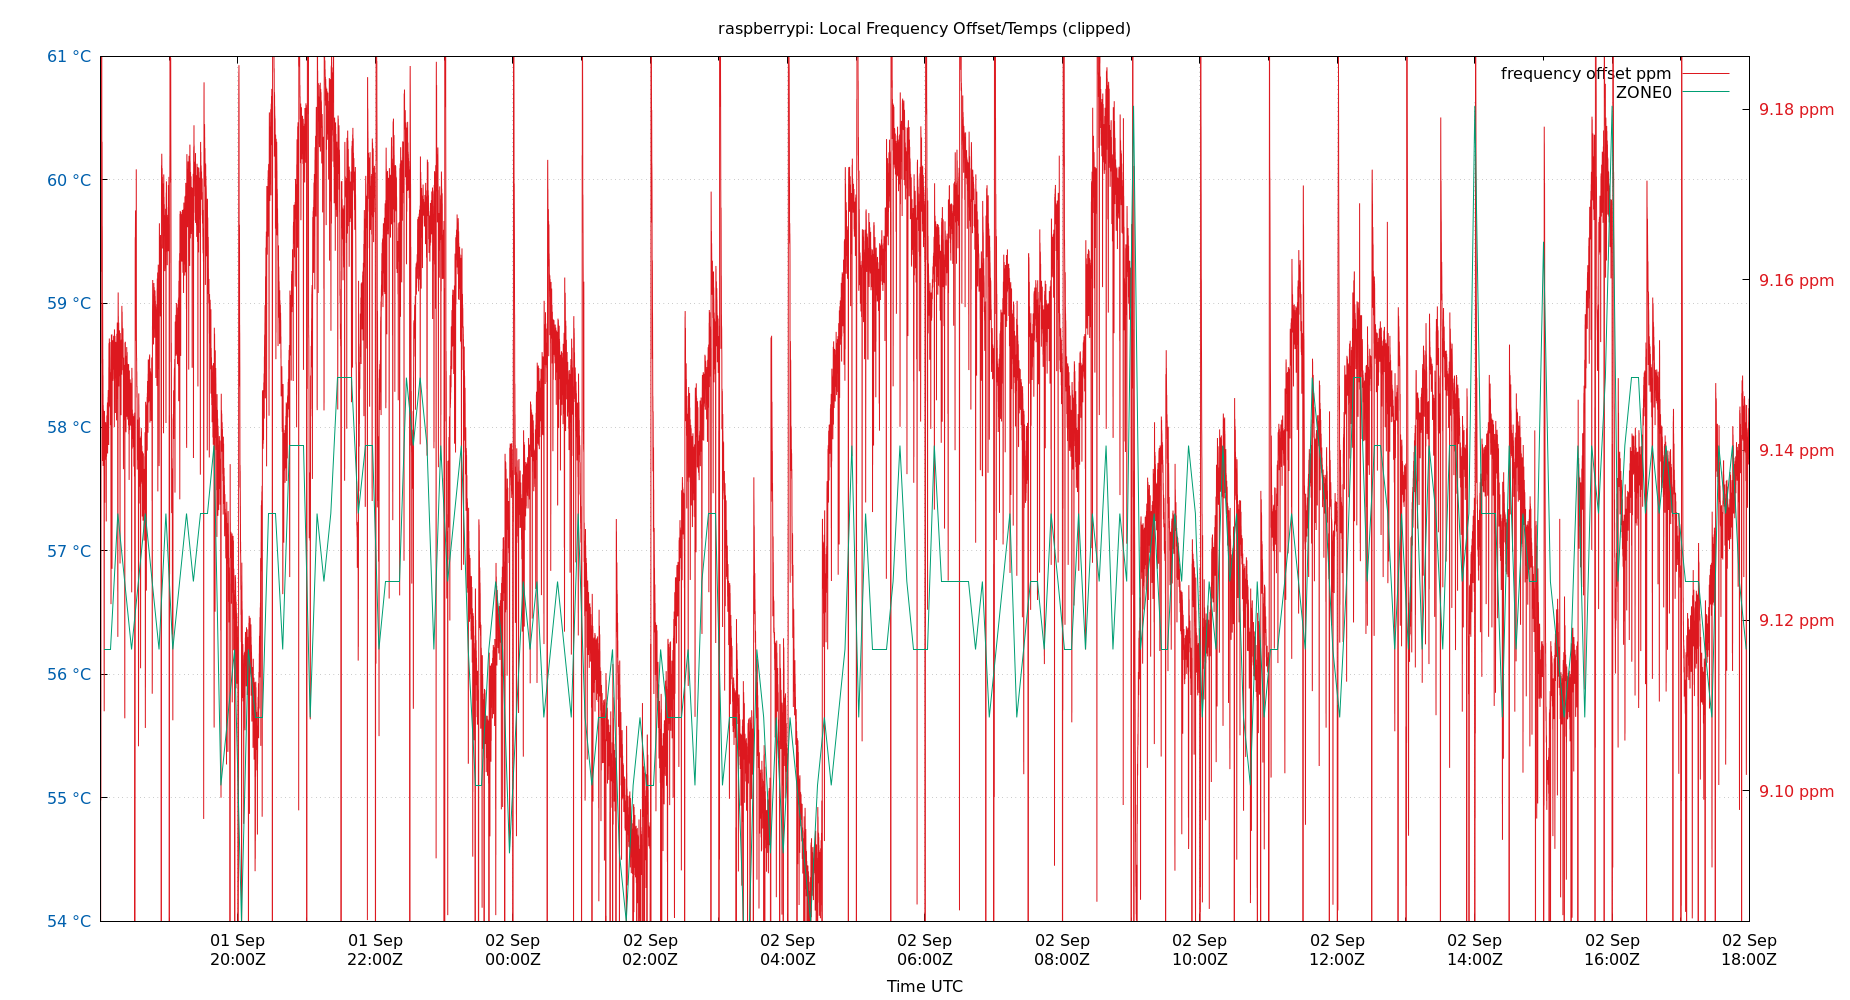 raspberrypi: Local Frequency Offset/Temps (clipped)
61 °C
60 °C
59 °C
58 °C
57 °C
56 °C
55 °C
54 °C
frequency offset ppm
ZONE0
9.18 ppm
9.16 ppm
9.14 ppm
9.12 ppm
9.10 ppm
01 Sep
20:00Z
01 Sep
22:00Z
02 Sep
00:00Z
02 Sep
02:00Z
02 Sep
04:00Z
02 Sep
06:00Z
02 Sep
08:00Z
02 Sep
10:00Z
02 Sep
12:00Z
02 Sep
14:00Z
02 Sep
16:00Z
02 Sep
18:00Z
Time UTC